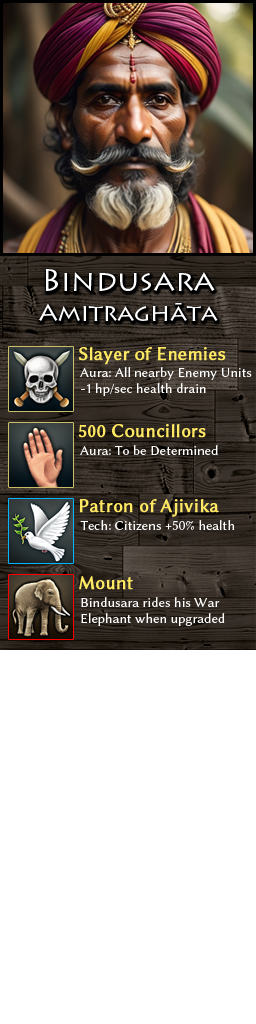 Bindusara
Amitraghāta
Slayer of Enemies
Aura: All nearby Enemy Units
-1 hp/sec health drain
500 Councillors
Aura: To be Determined
Patron of Ajivika
Tech: Citizens +50% health
Mount
Bindusara rides his War
Elephant when upgraded